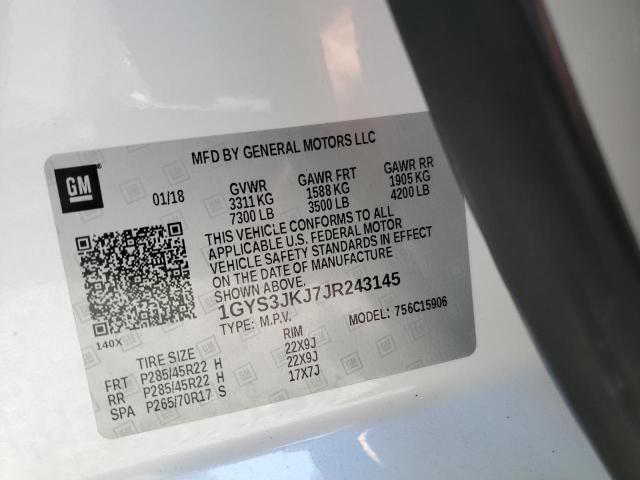 MFD BY GENERAL MOTORS LLC
GM
01/18
GVWR
3311 KG
7300 LB
GAWR FRT
1588 KG
3500 LB
GAWR RR
1905 KG
4200 LB
THIS VEHICLE CONFORMS TO ALL
APPLICABLE U.S. FEDERAL MOTOR
VEHICLE SAFETY STANDARDS IN EFFECT
ON THE DATE OF MANUFACTURE
SHOWN ABOVE.
1GYS3JKJ7JR243145
TYPE: M.P.V. MODEL: 756C15906
140X
TIRE SIZE RIM
FRT P285/45R22 H 22X9J
RR P285/45R22 H 22X9J
SPA P265/70R17 S 17X7J